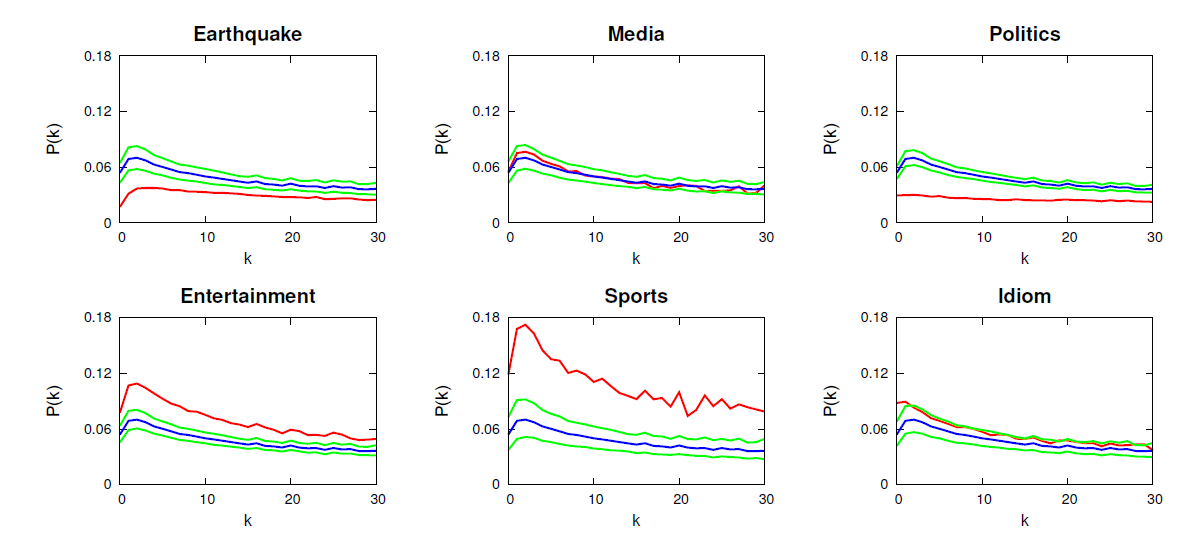 Earthquake Media Politics
0.18 0.18 0.18
0.12 0.12 0.12
P(k) P(k) P(k)
0.06 0.06 0.06
0 0 0
0 10 20 30 0 10 20 30 0 10 20 30
k k k
Entertainment Sports Idiom
0.18 0.18 0.18
0.12 0.12 0.12
P(k) P(k) P(k)
0.06 0.06 0.06
0 0 0
0 10 20 30 0 10 20 30 0 10 20 30
k k k